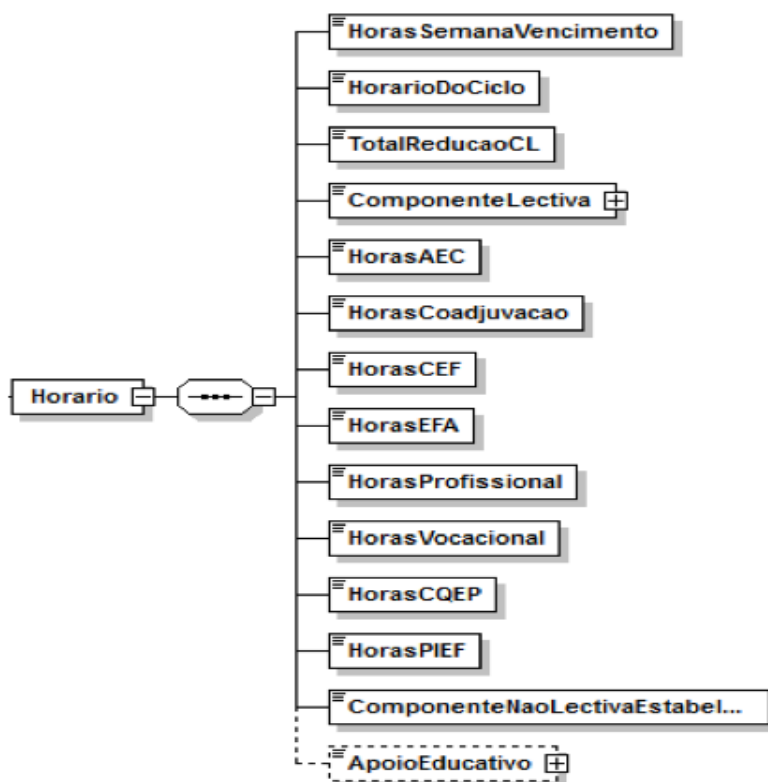 HorasSemanaVencimento
HorarioDoCiclo
TotalReducaoCL
ComponenteLectiva
HorasAEC
HorasCoadjuvacao
HorasCEF
Horario
HorasEFA
HorasProfissional
HorasVocacional
HorasCQEP
HorasPIEF
ComponenteNaoLectivaEstabel...
ApoioEducativo